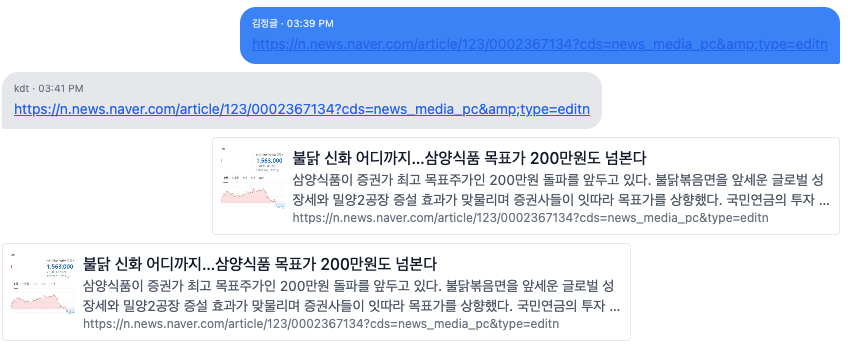 김정글 · 03:39 PM
https://n.news.naver.com/article/123/0002367134?cds=news_media_pc&amp;type=editn
kdt · 03:41 PM
https://n.news.naver.com/article/123/0002367134?cds=news_media_pc&amp;type=editn
1,563,000
불닭 신화 어디까지…삼양식품 목표가 200만원도 넘본다
삼양식품이 증권가 최고 목표주가인 200만원 돌파를 앞두고 있다. 불닭볶음면을 앞세운 글로벌 성
장세와 밀양2공장 증설 효과가 맞물리며 증권사들이 잇따라 목표가를 상향했다. 국민연금의 투자 ...
https://n.news.naver.com/article/123/0002367134?cds=news_media_pc&type=editn
1,563,000
불닭 신화 어디까지…삼양식품 목표가 200만원도 넘본다
삼양식품이 증권가 최고 목표주가인 200만원 돌파를 앞두고 있다. 불닭볶음면을 앞세운 글로벌 성
장세와 밀양2공장 증설 효과가 맞물리며 증권사들이 잇따라 목표가를 상향했다. 국민연금의 투자 ...
https://n.news.naver.com/article/123/0002367134?cds=news_media_pc&type=editn